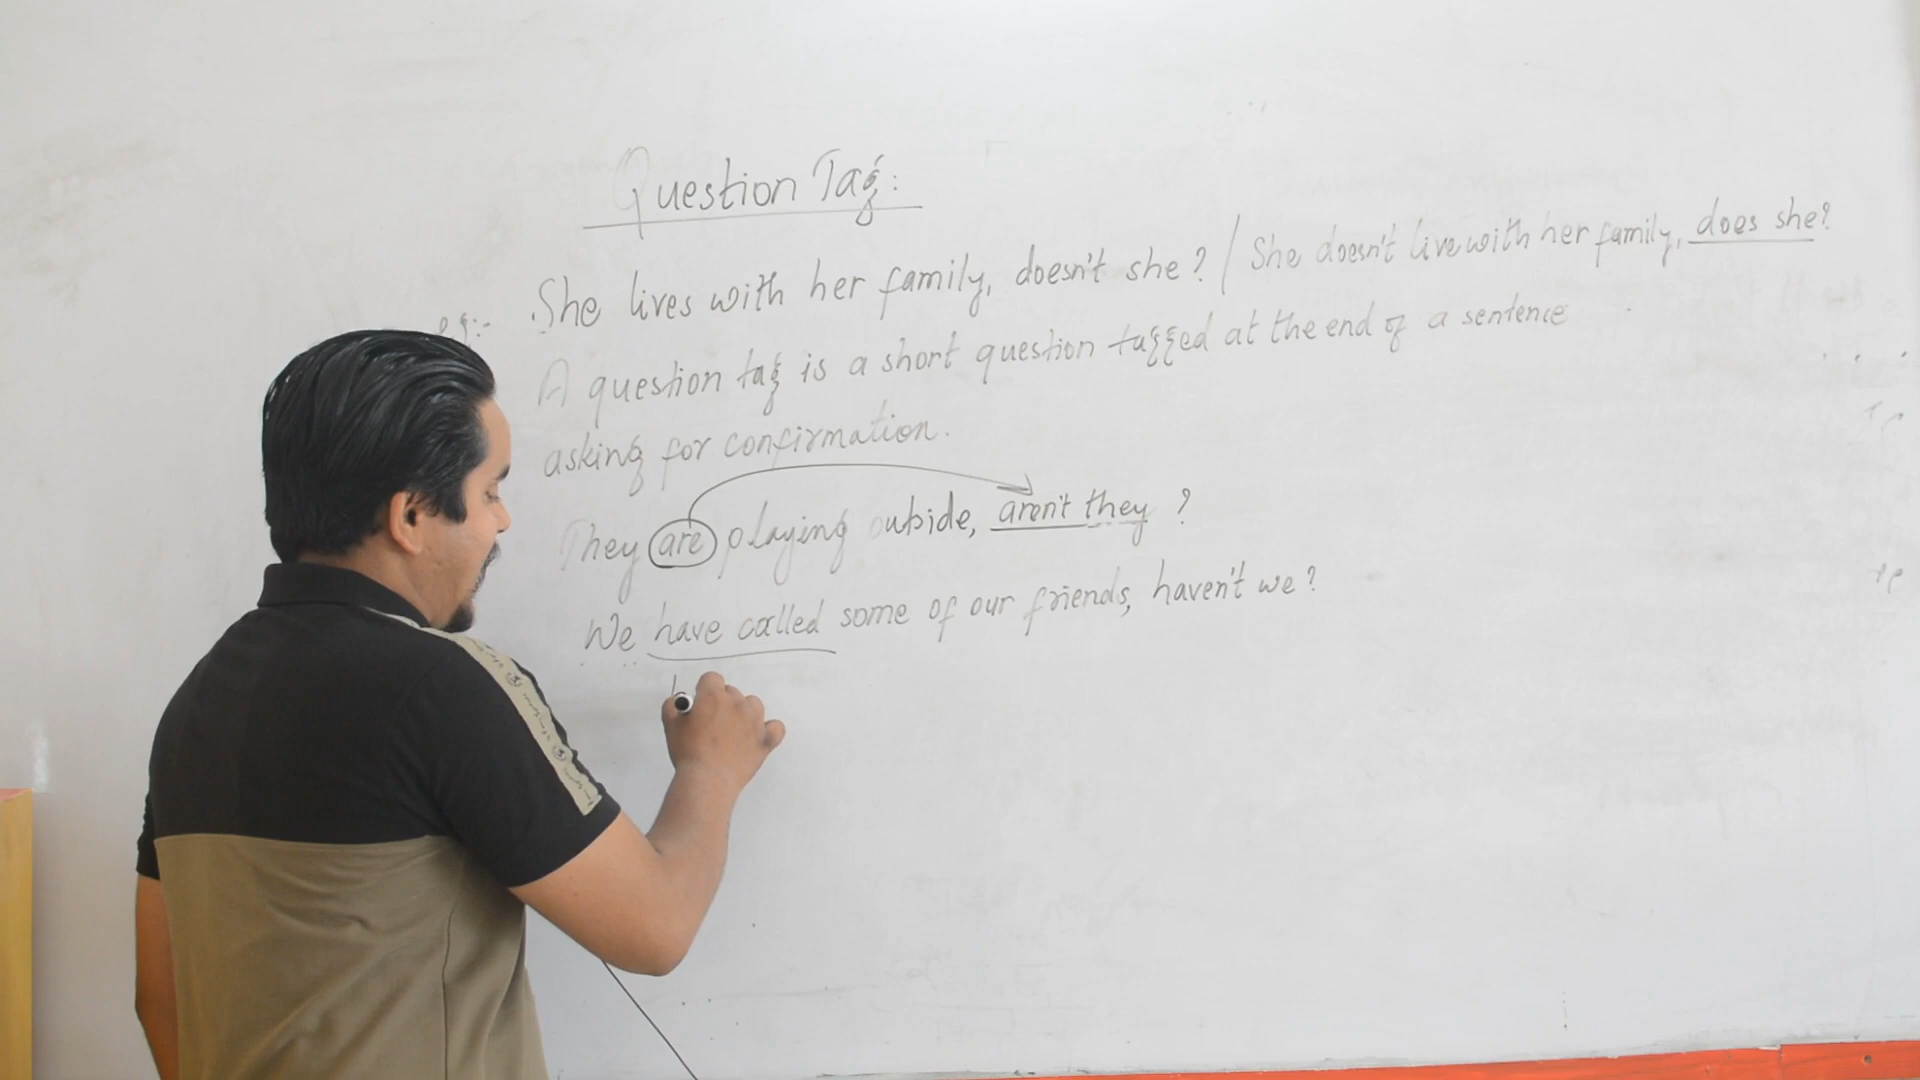 Question Tag:
e.g:- She lives with her family, doesn't she? / She doesn't live with her family, does she?
A question tag is a short question tagged at the end of a sentence
asking for confirmation.
They are playing outside, aren't they ?
We have called some of our friends, haven't we?